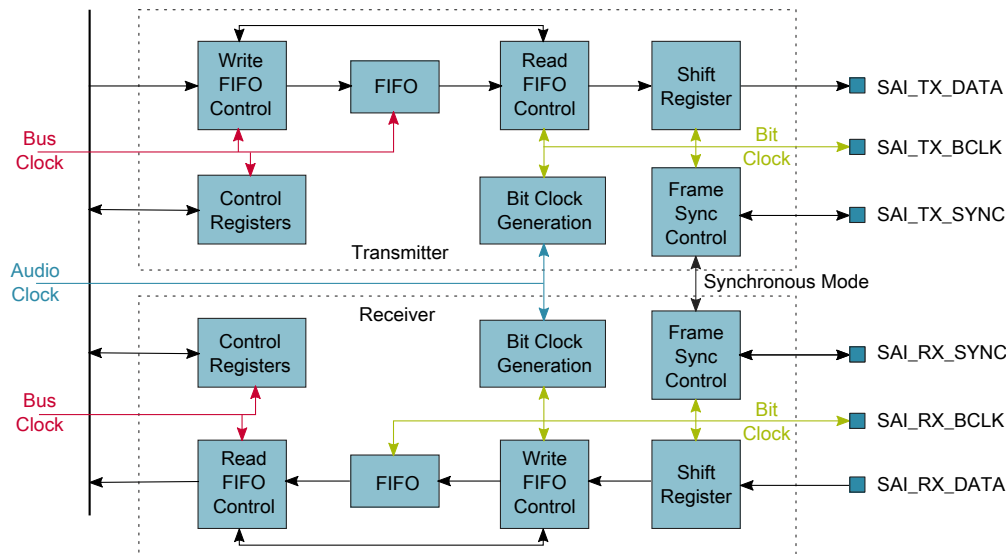 Write
FIFO
Control
FIFO
Read
FIFO
Control
Shift
Register
SAI_TX_DATA
Bus
Clock
Bit
Clock
SAI_TX_BCLK
Control
Registers
Bit Clock
Generation
Frame
Sync
Control
SAI_TX_SYNC
Transmitter
Audio
Clock
Synchronous Mode
Receiver
Control
Registers
Bit Clock
Generation
Frame
Sync
Control
SAI_RX_SYNC
Bus
Clock
Bit
Clock
SAI_RX_BCLK
Read
FIFO
Control
FIFO
Write
FIFO
Control
Shift
Register
SAI_RX_DATA